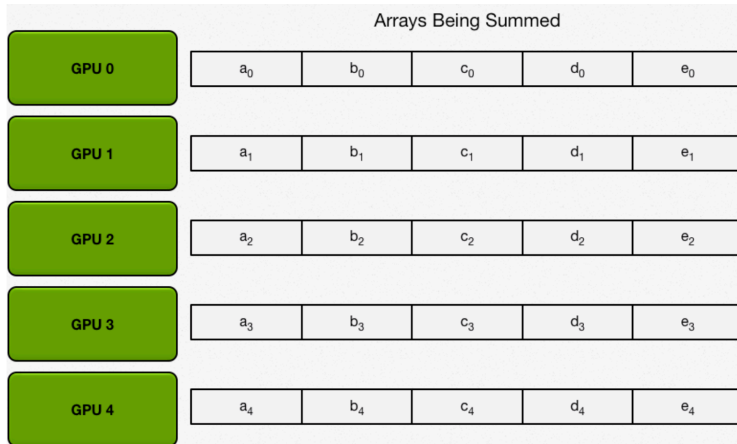 Arrays Being Summed
GPU 0 a₀ b₀ c₀ d₀ e₀
GPU 1 a₁ b₁ c₁ d₁ e₁
GPU 2 a₂ b₂ c₂ d₂ e₂
GPU 3 a₃ b₃ c₃ d₃ e₃
GPU 4 a₄ b₄ c₄ d₄ e₄